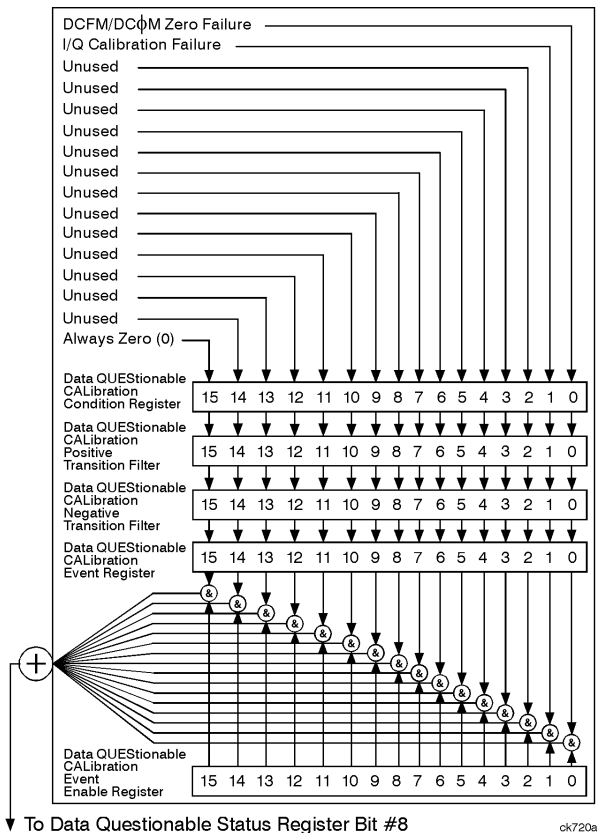 DCFM/DCϕM Zero Failure
I/Q Calibration Failure
Unused
Unused
Unused
Unused
Unused
Unused
Unused
Unused
Unused
Unused
Unused
Unused
Unused
Always Zero (0)
Data QUEStionable
CALibration
Condition Register
15 14 13 12 11 10 9 8 7 6 5 4 3 2 1 0
Data QUEStionable
CALibration
Positive
Transition Filter
15 14 13 12 11 10 9 8 7 6 5 4 3 2 1 0
Data QUEStionable
CALibration
Negative
Transition Filter
15 14 13 12 11 10 9 8 7 6 5 4 3 2 1 0
Data QUEStionable
CALibration
Event Register
15 14 13 12 11 10 9 8 7 6 5 4 3 2 1 0
& & & & & & & & & & & & & & & &
+
Data QUEStionable
CALibration
Event
Enable Register
15 14 13 12 11 10 9 8 7 6 5 4 3 2 1 0
To Data Questionable Status Register Bit #8
ck720a